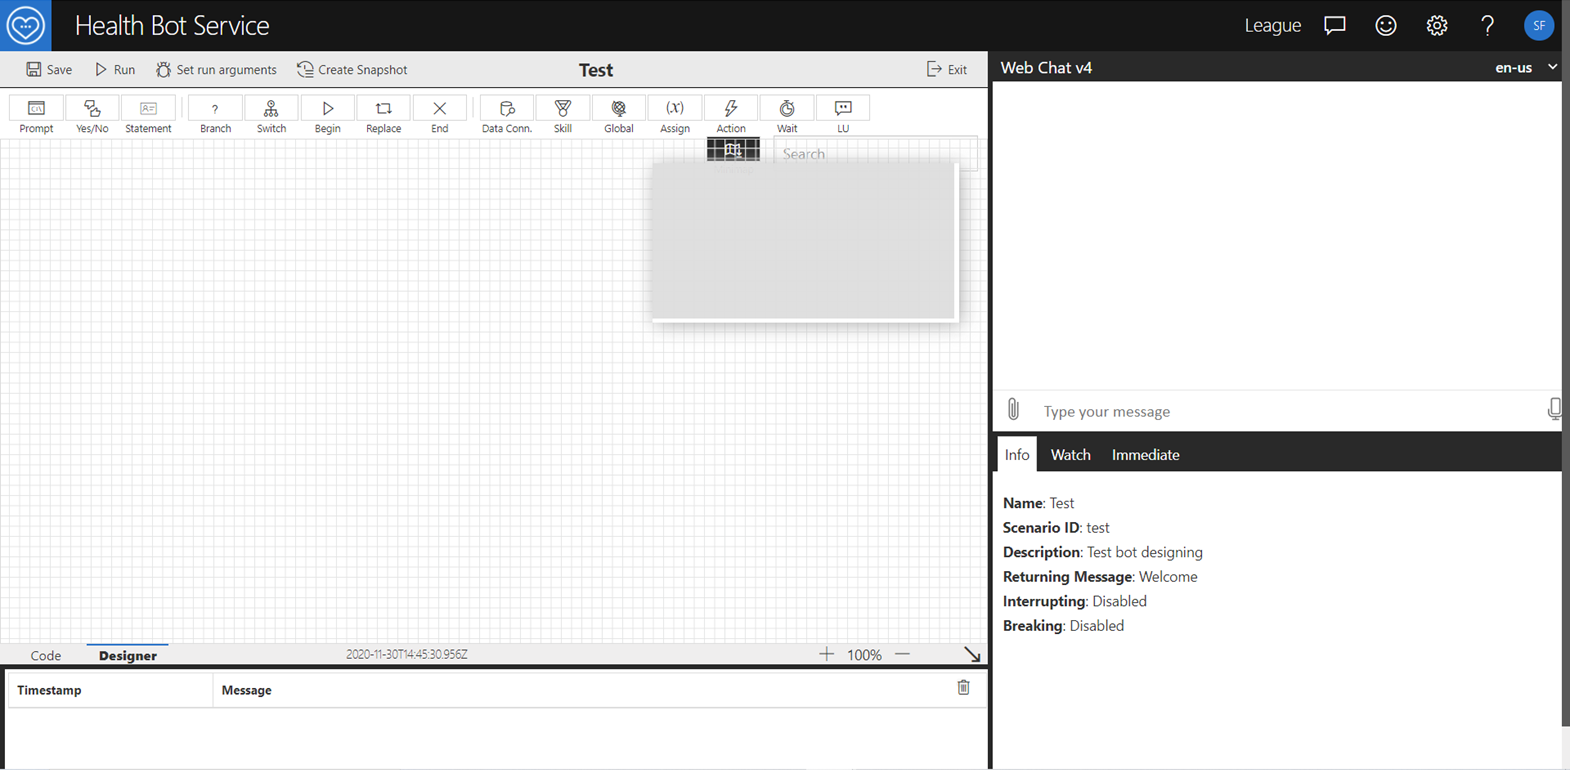 Health Bot Service
League
SF
Save Run Set run arguments Create Snapshot Test Exit
Web Chat v4 en-us
Prompt Yes/No Statement Branch Switch Begin Replace End Data Conn. Skill Global Assign Action Wait LU
Search
Type your message
Info Watch Immediate
Name: Test
Scenario ID: test
Description: Test bot designing
Returning Message: Welcome
Interrupting: Disabled
Breaking: Disabled
Code Designer 2020-11-30T14:45:30.956Z 100%
Timestamp Message